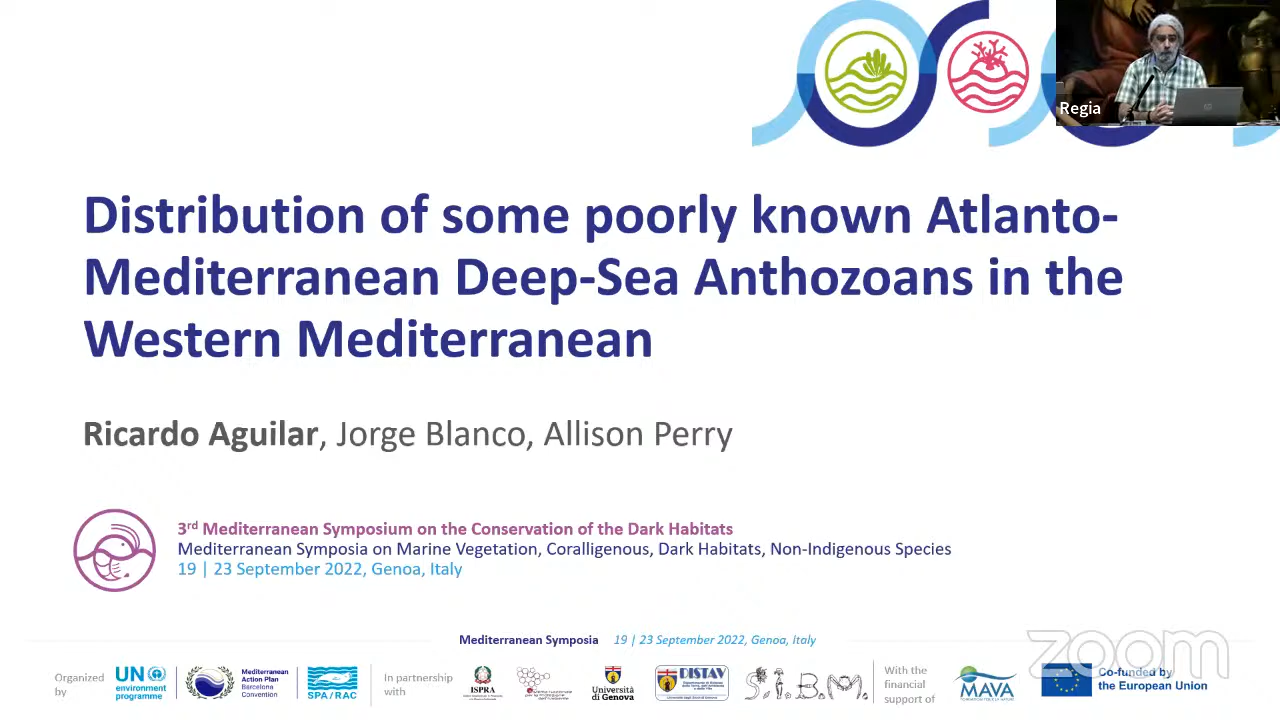 Regia
Distribution of some poorly known Atlanto-
Mediterranean Deep-Sea Anthozoans in the
Western Mediterranean
Ricardo Aguilar, Jorge Blanco, Allison Perry
3rd Mediterranean Symposium on the Conservation of the Dark Habitats
Mediterranean Symposia on Marine Vegetation, Coralligenous, Dark Habitats, Non-Indigenous Species
19 | 23 September 2022, Genoa, Italy
Mediterranean Symposia 19 | 23 September 2022, Genoa, Italy
zoom
Organized
by
UN
environment
programme
Mediterranean
Action Plan
Barcelona
Convention
SPA/RAC
In partnership
with
ISPRA
Università
di Genova
DISTAV
S.I.B.M.
With the
financial
support of
MAVA
Co-funded by
the European Union